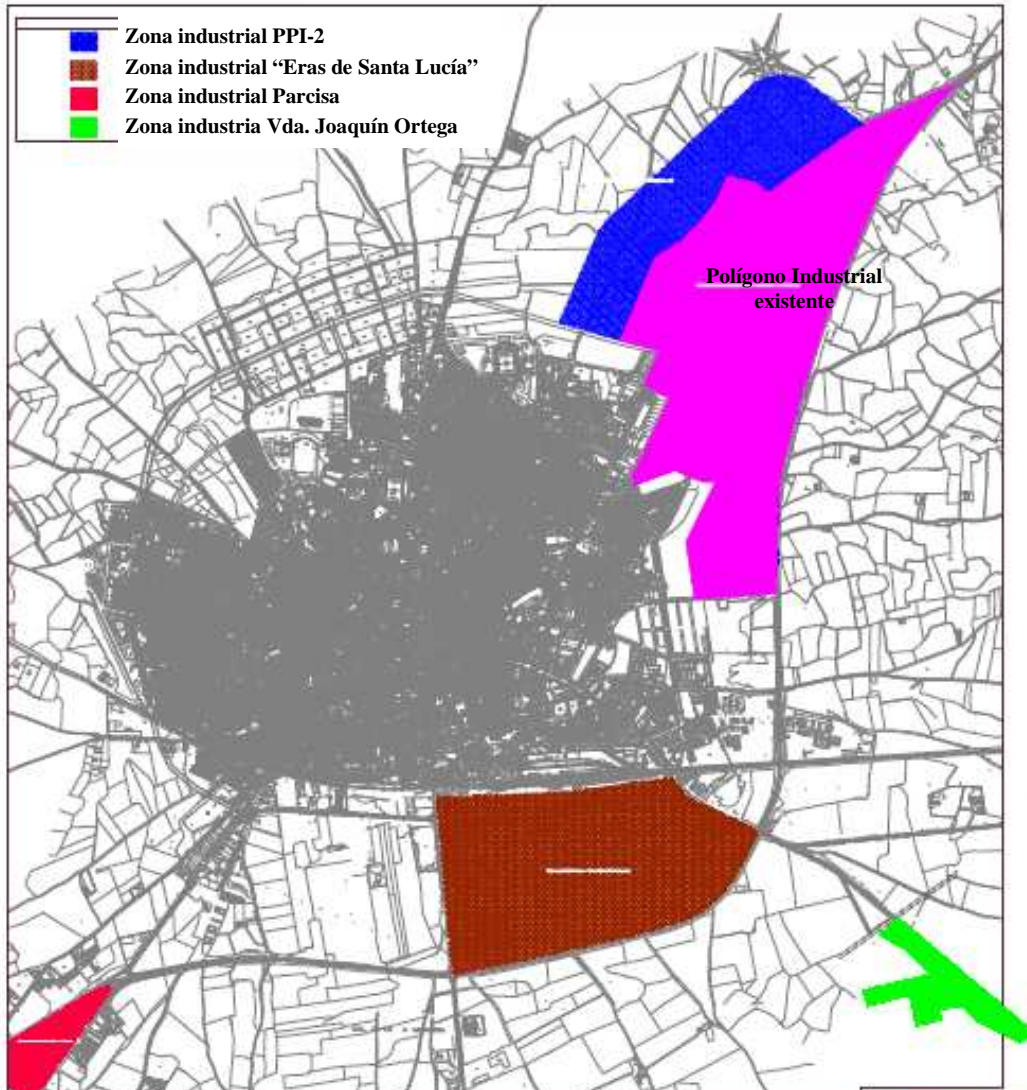 Zona industrial PPI-2
Zona industrial “Eras de Santa Lucía”
Zona industrial Parcisa
Zona industria Vda. Joaquín Ortega
Polígono Industrial
existente